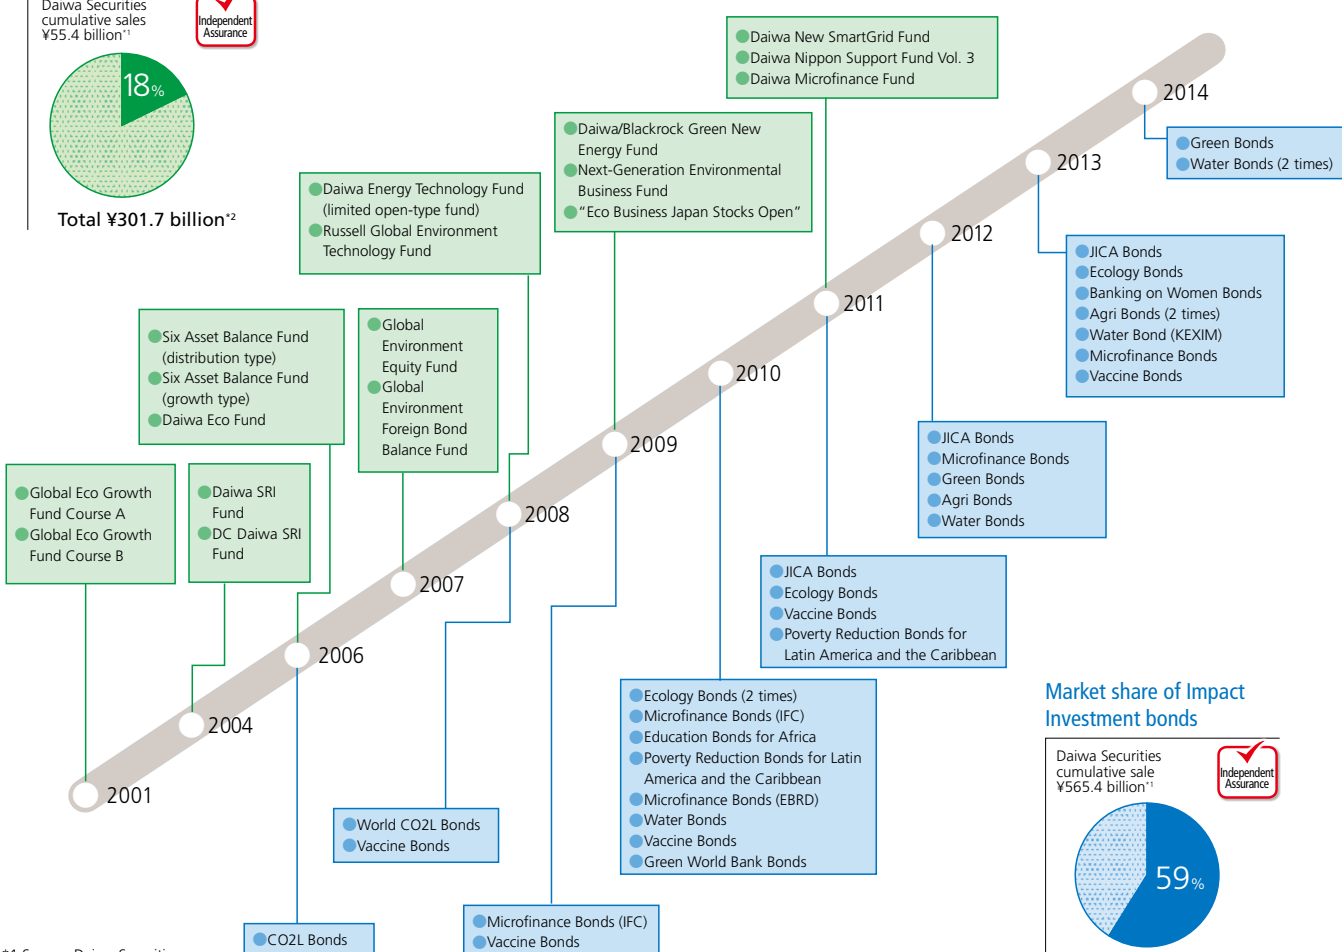 Daiwa Securities
cumulative sales
¥55.4 billion*1
Independent
Assurance
18%
Total ¥301.7 billion*2
●Daiwa New SmartGrid Fund
●Daiwa Nippon Support Fund Vol. 3
●Daiwa Microfinance Fund
●Daiwa/Blackrock Green New
Energy Fund
●Next-Generation Environmental
Business Fund
●“Eco Business Japan Stocks Open”
●Daiwa Energy Technology Fund
(limited open-type fund)
●Russell Global Environment
Technology Fund
●Six Asset Balance Fund
(distribution type)
●Six Asset Balance Fund
(growth type)
●Daiwa Eco Fund
●Global
Environment
Equity Fund
●Global
Environment
Foreign Bond
Balance Fund
●Global Eco Growth
Fund Course A
●Global Eco Growth
Fund Course B
●Daiwa SRI
Fund
●DC Daiwa SRI
Fund
2014
2013
2012
2011
2010
2009
2008
2007
2006
2004
2001
●Green Bonds
●Water Bonds (2 times)
●JICA Bonds
●Ecology Bonds
●Banking on Women Bonds
●Agri Bonds (2 times)
●Water Bond (KEXIM)
●Microfinance Bonds
●Vaccine Bonds
●JICA Bonds
●Microfinance Bonds
●Green Bonds
●Agri Bonds
●Water Bonds
●JICA Bonds
●Ecology Bonds
●Vaccine Bonds
●Poverty Reduction Bonds for
Latin America and the Caribbean
●Ecology Bonds (2 times)
●Microfinance Bonds (IFC)
●Education Bonds for Africa
●Poverty Reduction Bonds for Latin
America and the Caribbean
●Microfinance Bonds (EBRD)
●Water Bonds
●Vaccine Bonds
●Green World Bank Bonds
●World CO2L Bonds
●Vaccine Bonds
●Microfinance Bonds (IFC)
●Vaccine Bonds
●CO2L Bonds
Market share of Impact
Investment bonds
Daiwa Securities
cumulative sale
¥565.4 billion*1
Independent
Assurance
59%